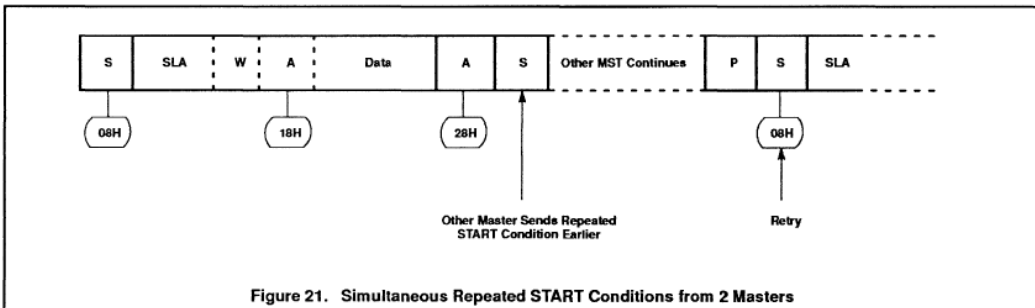 S SLA W A Data A S Other MST Continues P S SLA
08H 18H 28H 08H
Other Master Sends Repeated
START Condition Earlier
Retry
Figure 21. Simultaneous Repeated START Conditions from 2 Masters